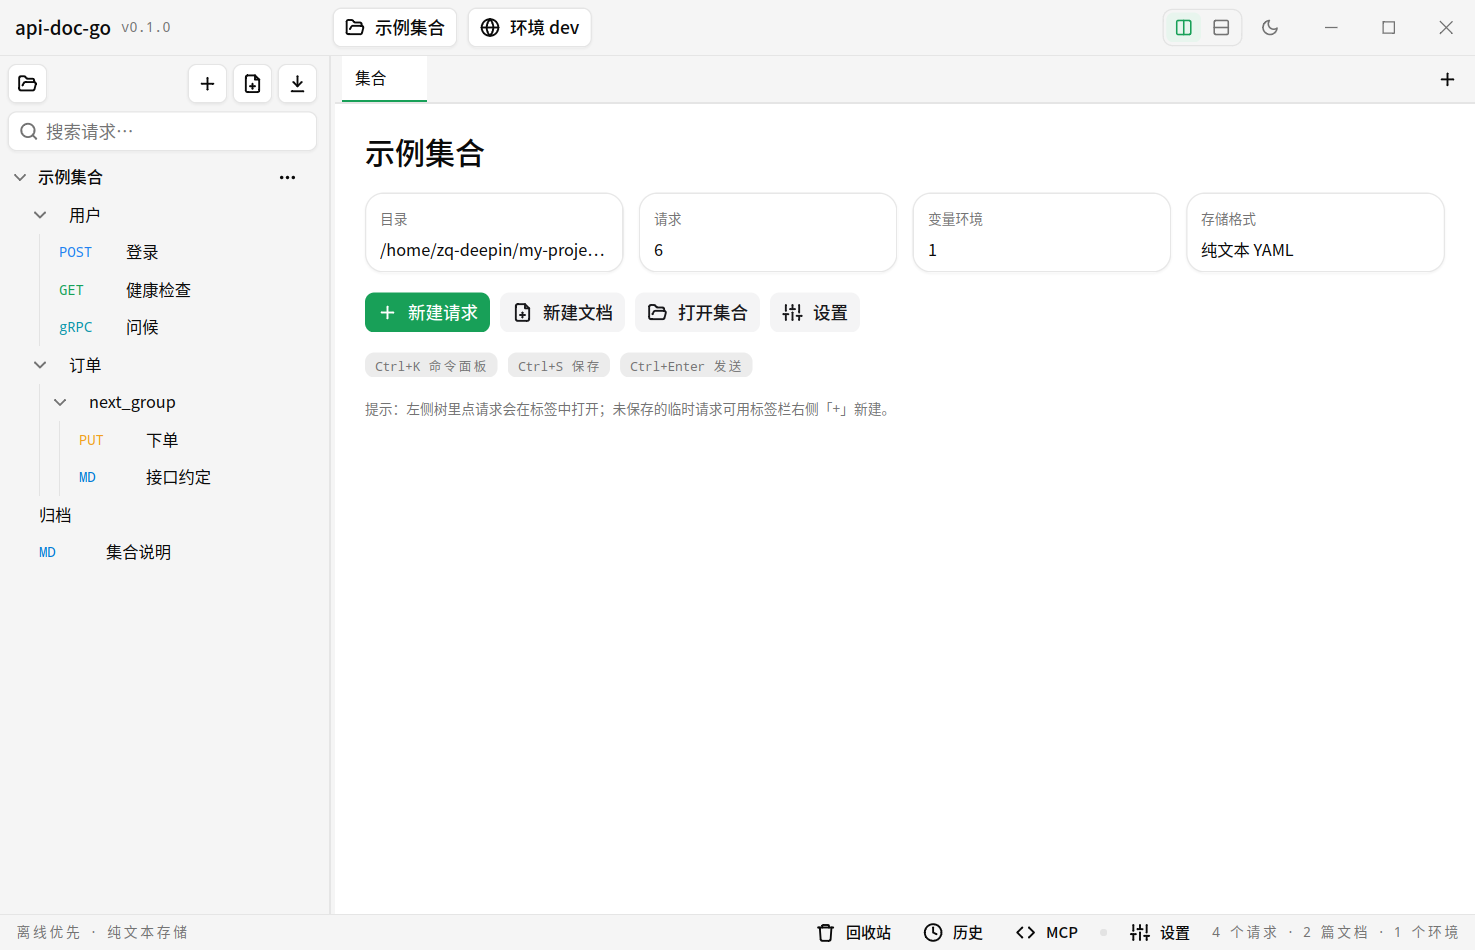 api-doc-go v0.1.0 示例集合 环境 dev
集合
搜索请求…
示例集合
用户
POST 登录
GET 健康检查
gRPC 问候
订单
next_group
PUT 下单
MD 接口约定
归档
MD 集合说明
示例集合
目录
/home/zq-deepin/my-proje…
请求
6
变量环境
1
存储格式
纯文本 YAML
新建请求 新建文档 打开集合 设置
Ctrl+K 命令面板 Ctrl+S 保存 Ctrl+Enter 发送
提示：左侧树里点请求会在标签中打开；未保存的临时请求可用标签栏右侧「+」新建。
离线优先 · 纯文本存储 回收站 历史 MCP 设置 4 个请求 · 2 篇文档 · 1 个环境